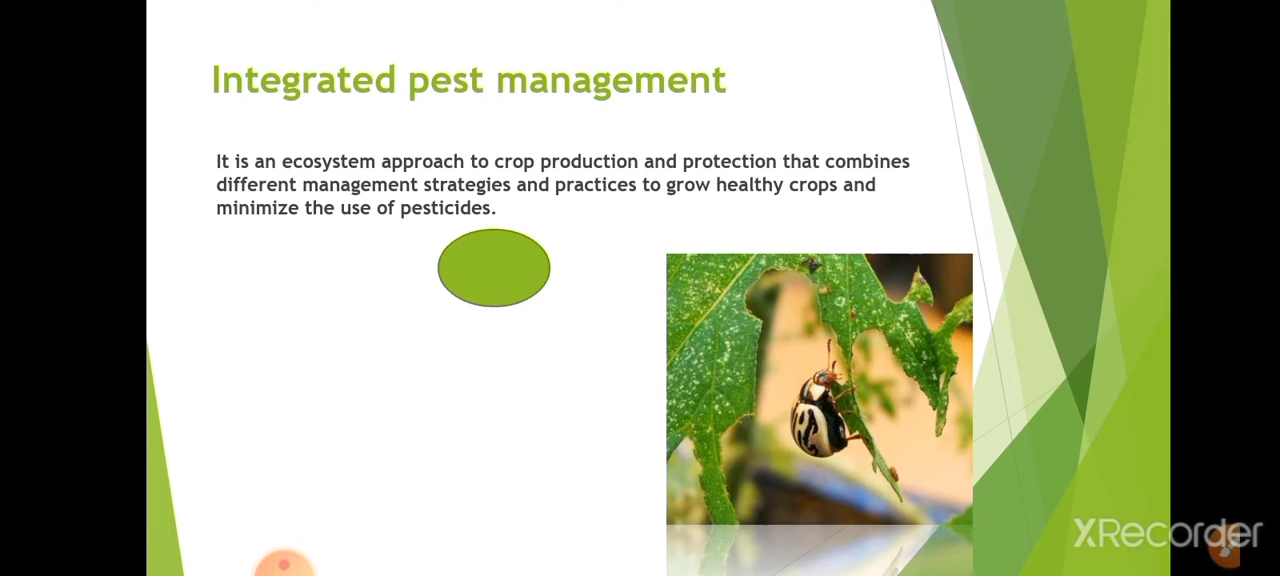 Integrated pest management
It is an ecosystem approach to crop production and protection that combines
different management strategies and practices to grow healthy crops and
minimize the use of pesticides.
XRecorder